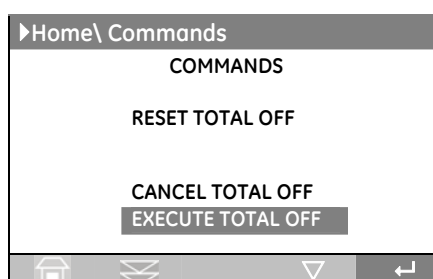 Home\ Commands
COMMANDS
RESET TOTAL OFF
CANCEL TOTAL OFF
EXECUTE TOTAL OFF